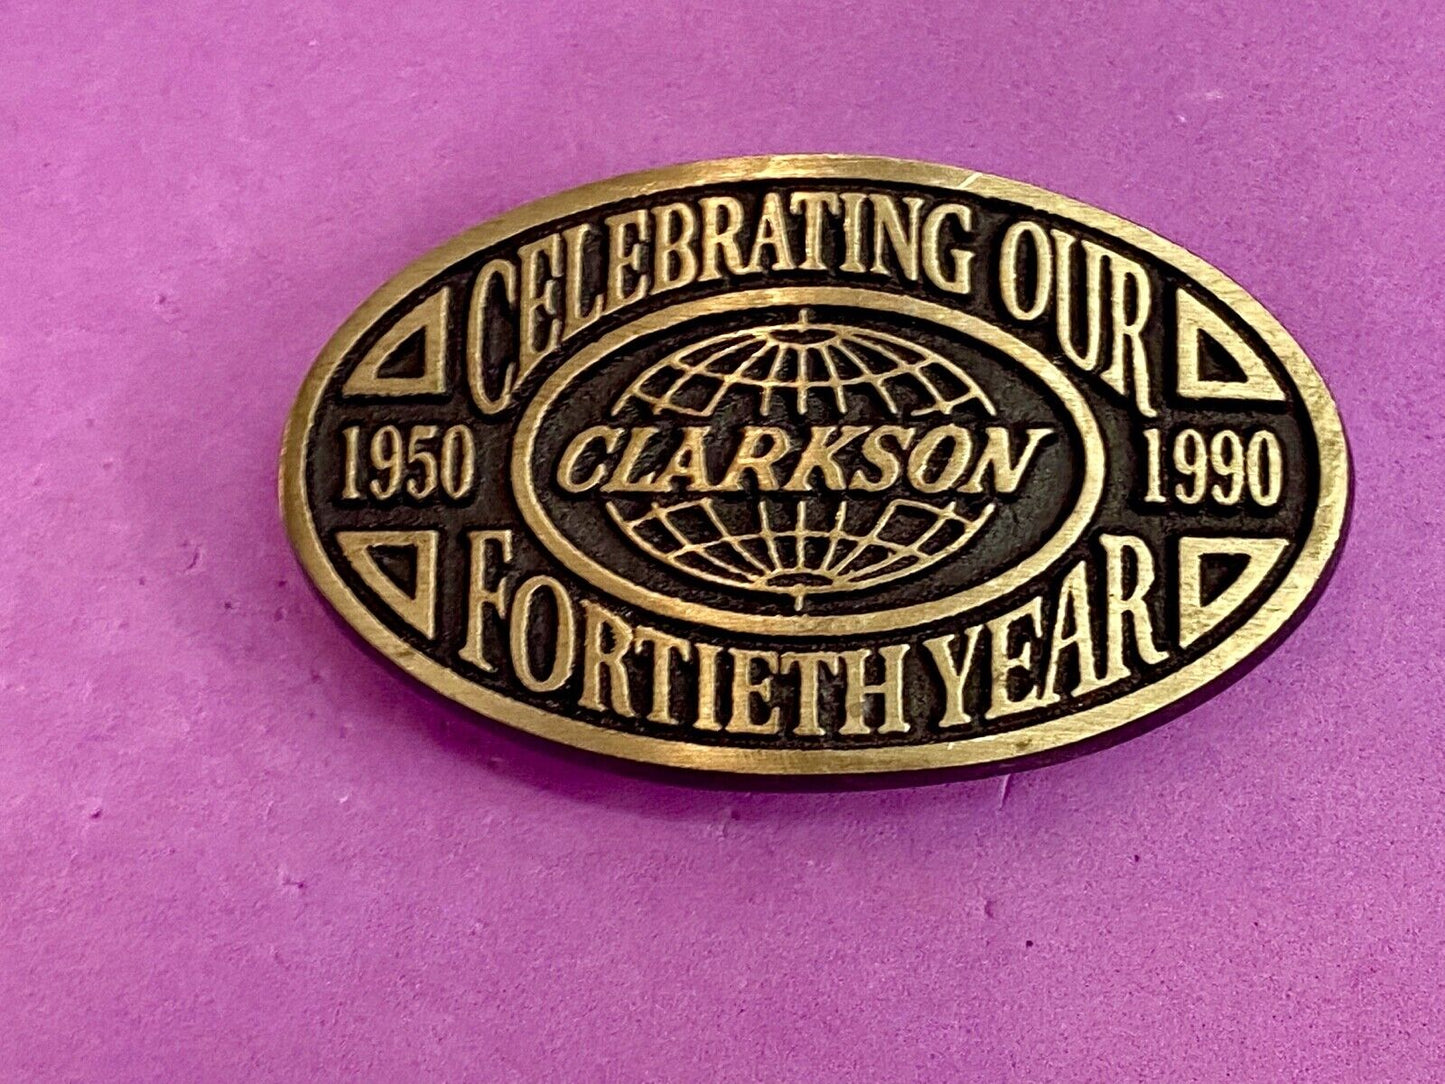 CELEBRATING OUR
1950
CLARKSON
1990
FORTIETH YEAR